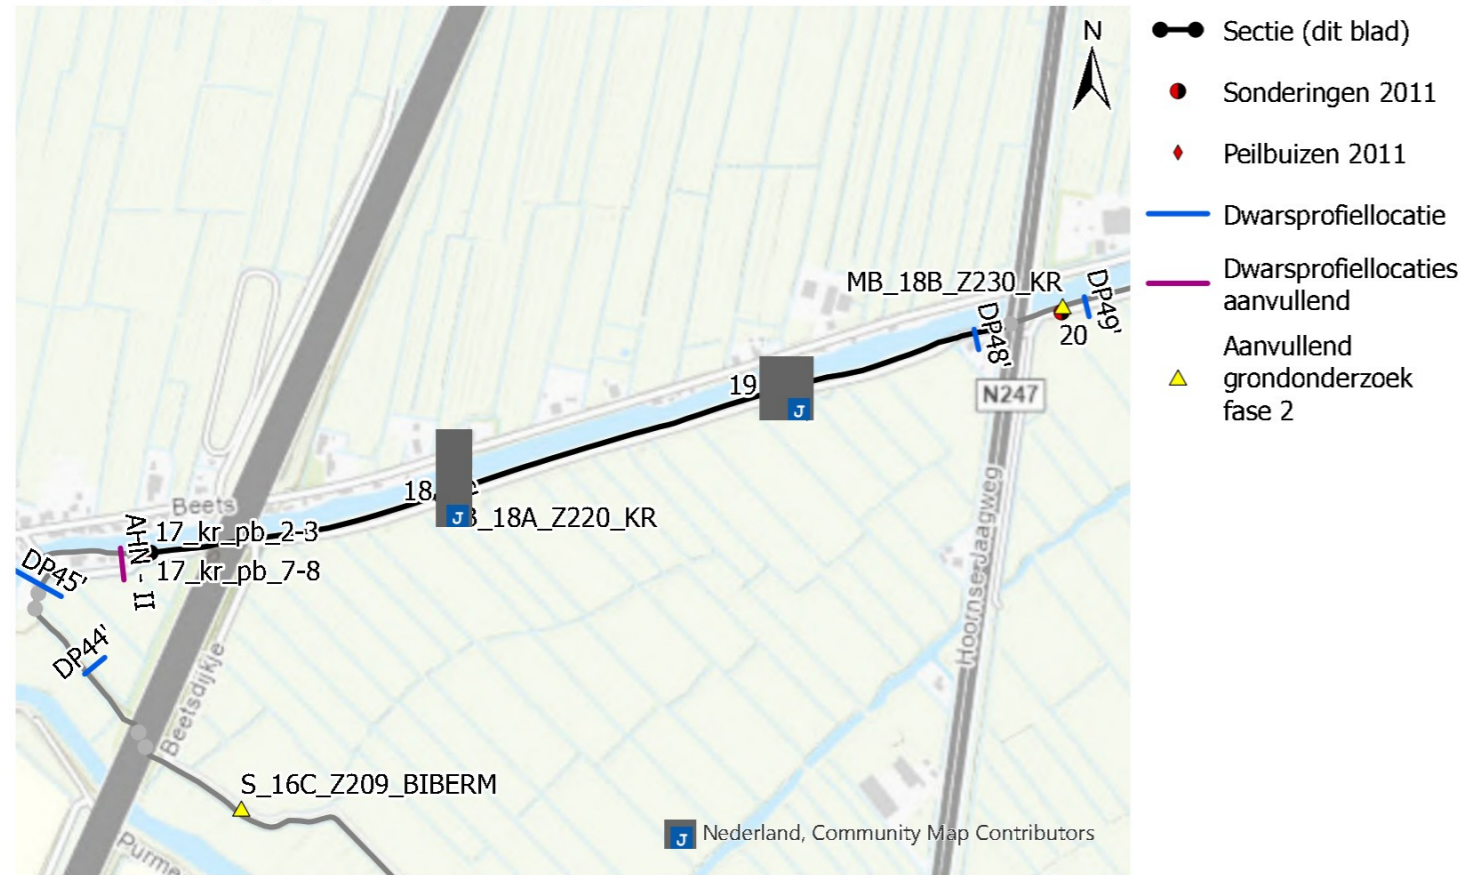 N
MB_18B_Z230_KR
DP49'
DP48'
20
19
N247
J
18
J
_18A_Z220_KR
Beets
AHN - II
17_kr_pb_2-3
17_kr_pb_7-8
DP45'
DP44'
Beetsdijkje
Hoornse Jaagweg
S_16C_Z209_BIBERM
Purme
J Nederland, Community Map Contributors
Sectie (dit blad)
Sonderingen 2011
Peilbuizen 2011
Dwarsprofiellocatie
Dwarsprofiellocaties
aanvullend
Aanvullend
grondonderzoek
fase 2